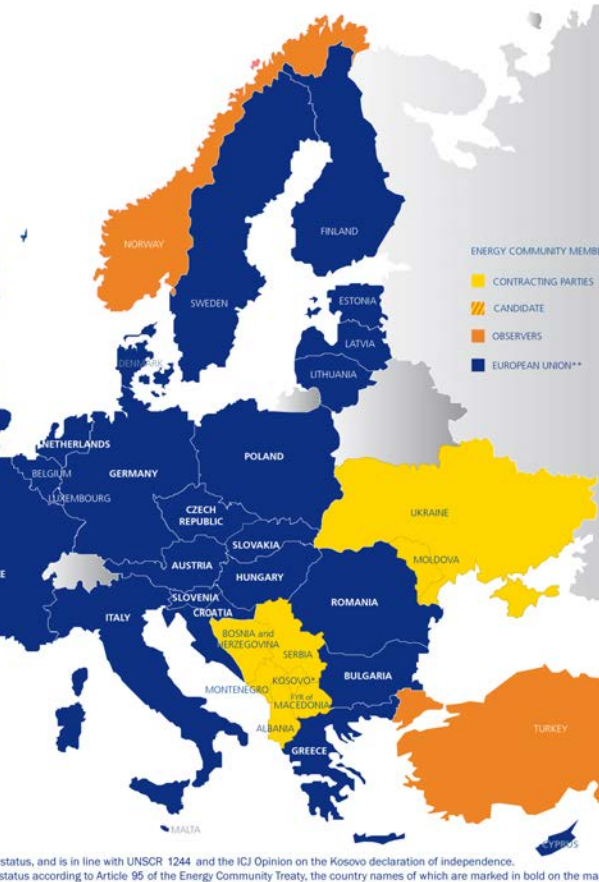 NORWAY
FINLAND
SWEDEN
ENERGY COMMUNITY MEMBE
CONTRACTING PARTIES
CANDIDATE
OBSERVERS
EUROPEAN UNION**
ESTONIA
LATVIA
LITHUANIA
DENMARK
NETHERLANDS
BELGIUM
LUXEMBOURG
GERMANY
POLAND
CZECH
REPUBLIC
SLOVAKIA
UKRAINE
MOLDOVA
AUSTRIA
HUNGARY
E
SLOVENIA
CROATIA
ROMANIA
ITALY
BOSNIA and
HERZEGOVINA
SERBIA
MONTENEGRO
KOSOVO*
FYR of
MACEDONIA
BULGARIA
ALBANIA
GREECE
TURKEY
MALTA
CYPRUS
status, and is in line with UNSCR 1244 and the ICJ Opinion on the Kosovo declaration of independence.
status according to Article 95 of the Energy Community Treaty, the country names of which are marked in bold on the ma